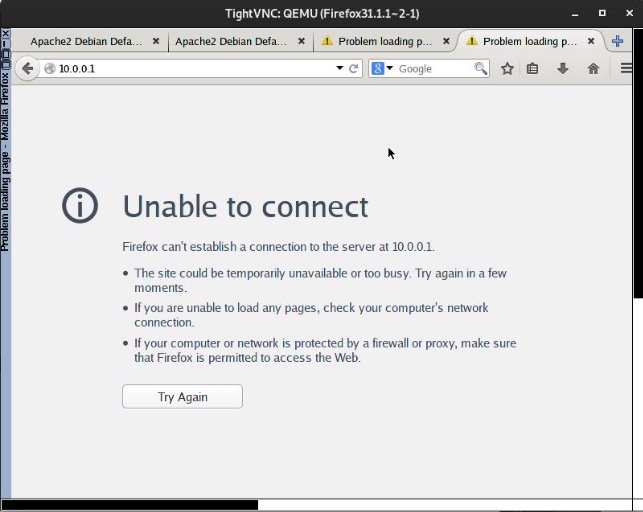 TightVNC: QEMU (Firefox31.1.1~2-1)
Apache2 Debian Defa...
Apache2 Debian Defa...
Problem loading p...
Problem loading p...
10.0.0.1
Google
Problem loading page - Mozilla Firefox
Unable to connect
Firefox can't establish a connection to the server at 10.0.0.1.
The site could be temporarily unavailable or too busy. Try again in a few
moments.
If you are unable to load any pages, check your computer's network
connection.
If your computer or network is protected by a firewall or proxy, make sure
that Firefox is permitted to access the Web.
Try Again